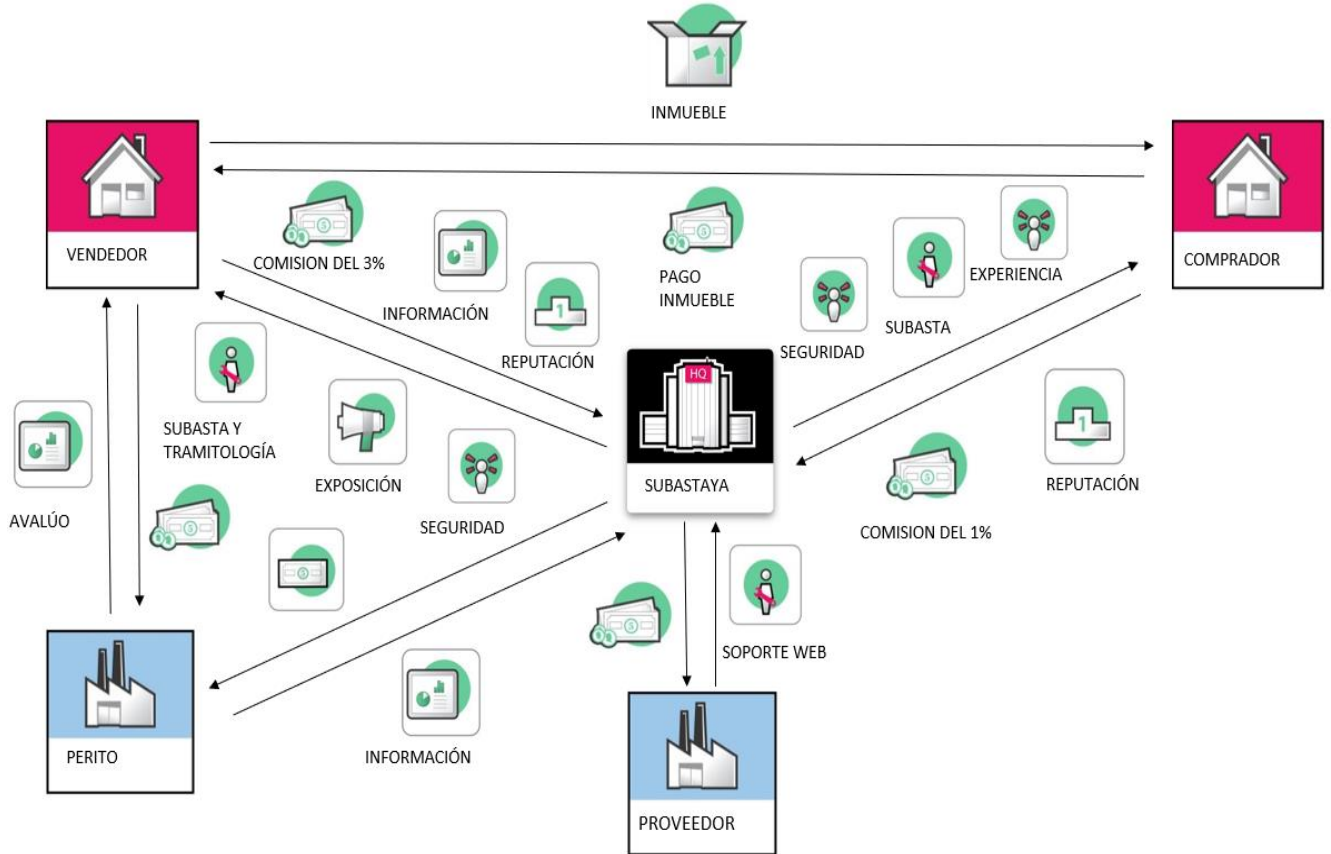 INMUEBLE
VENDEDOR
COMPRADOR
COMISION DEL 3%
INFORMACIÓN
REPUTACIÓN
PAGO
INMUEBLE
SEGURIDAD
SUBASTA
EXPERIENCIA
HQ
SUBASTAYA
AVALÚO
SUBASTA Y
TRAMITOLOGÍA
EXPOSICIÓN
SEGURIDAD
COMISION DEL 1%
REPUTACIÓN
PERITO
INFORMACIÓN
SOPORTE WEB
PROVEEDOR